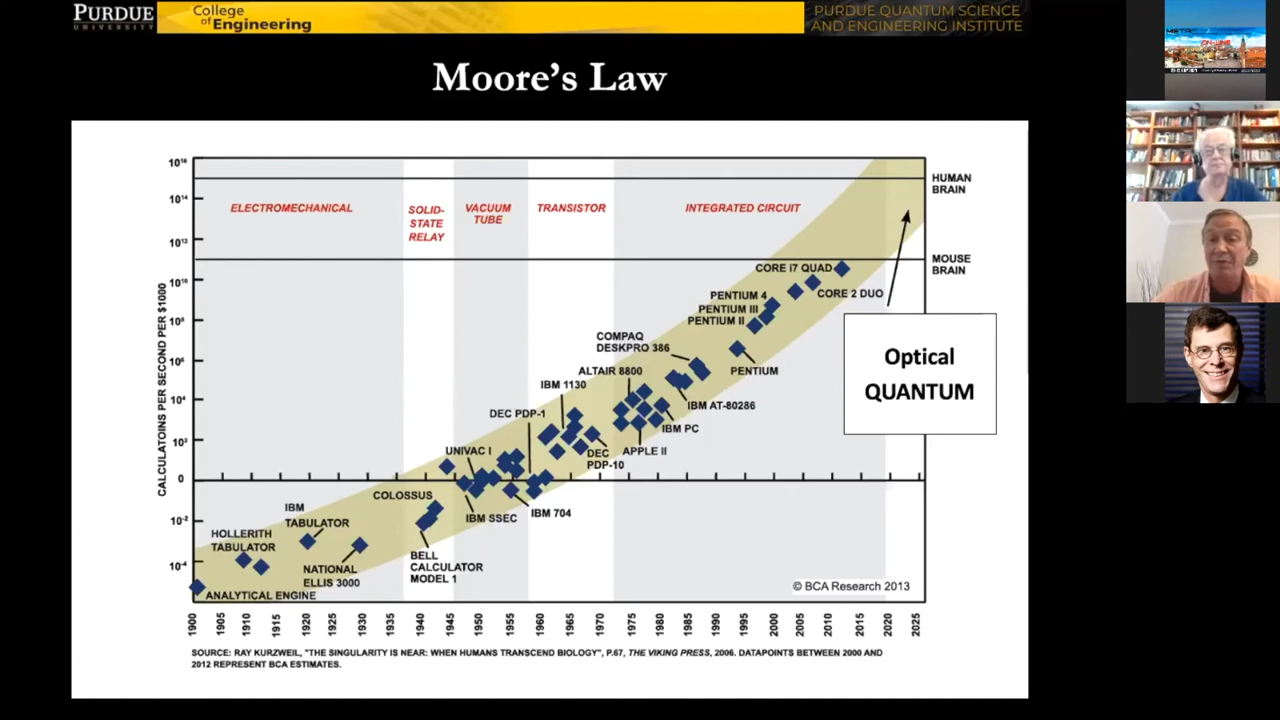 PURDUE
UNIVERSITY
College
of Engineering
PURDUE QUANTUM SCIENCE
AND ENGINEERING INSTITUTE
Moore's Law
CALCULATOINS PER SECOND PER $1000
10¹⁶
10¹⁴
10¹²
10¹⁰
10⁸
10⁶
10⁴
10²
0
10⁻²
10⁻⁴
ELECTROMECHANICAL
SOLID-
STATE
RELAY
VACUUM
TUBE
TRANSISTOR
INTEGRATED CIRCUIT
HUMAN
BRAIN
MOUSE
BRAIN
CORE i7 QUAD
CORE 2 DUO
PENTIUM 4
PENTIUM III
PENTIUM II
COMPAQ
DESKPRO 386
PENTIUM
ALTAIR 8800
IBM 1130
IBM AT-80286
DEC PDP-1
IBM PC
APPLE II
DEC
PDP-10
UNIVAC I
COLOSSUS
IBM SSEC
IBM 704
IBM
TABULATOR
HOLLERITH
TABULATOR
NATIONAL
ELLIS 3000
BELL
CALCULATOR
MODEL 1
ANALYTICAL ENGINE
Optical
QUANTUM
© BCA Research 2013
1900 1905 1910 1915 1920 1925 1930 1935 1940 1945 1950 1955 1960 1965 1970 1975 1980 1985 1990 1995 2000 2005 2010 2015 2020 2025
SOURCE: RAY KURZWEIL, "THE SINGULARITY IS NEAR: WHEN HUMANS TRANSCEND BIOLOGY", P.67, THE VIKING PRESS, 2006. DATAPOINTS BETWEEN 2000 AND
2012 REPRESENT BCA ESTIMATES.
META
ON-LINE